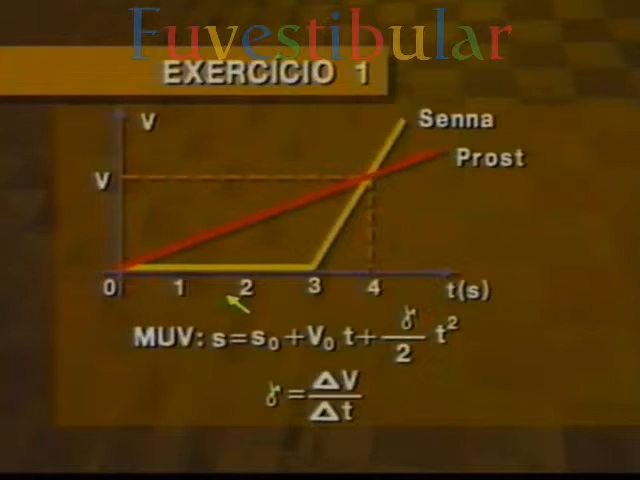 Fuvestibular
EXERCÍCIO 1
V
Senna
Prost
V
0 1 2 3 4 t(s)
MUV: s=s₀+V₀ t+ γ/2 t²
γ = ΔV/Δt